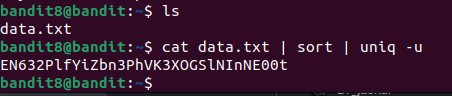 bandit8@bandit:~$ ls
data.txt
bandit8@bandit:~$ cat data.txt | sort | uniq -u
EN632PlfYiZbn3PhVK3XOGSlNInNE00t
bandit8@bandit:~$